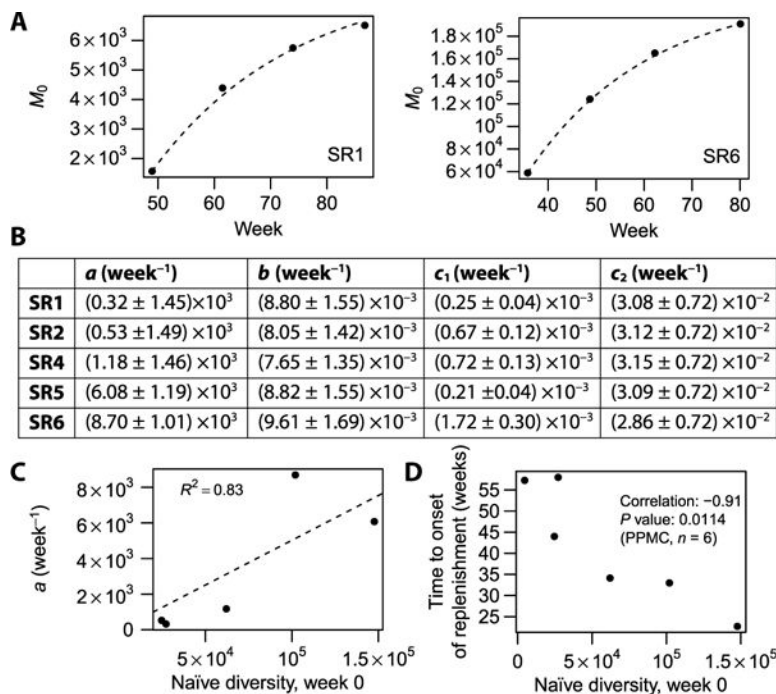 A
6×10³
5×10³
4×10³
3×10³
2×10³
M₀
50 60 70 80
Week
SR1
1.8×10⁵
1.6×10⁵
1.4×10⁵
1.2×10⁵
10×10⁵
8×10⁴
6×10⁴
M₀
40 50 60 70 80
Week
SR6
B
a (week⁻¹) b (week⁻¹) c₁ (week⁻¹) c₂ (week⁻¹)
SR1 (0.32 ± 1.45)×10³ (8.80 ± 1.55) ×10⁻³ (0.25 ± 0.04) ×10⁻³ (3.08 ± 0.72) ×10⁻²
SR2 (0.53 ±1.49)×10³ (8.05 ± 1.42) ×10⁻³ (0.67 ± 0.12) ×10⁻³ (3.12 ± 0.72) ×10⁻²
SR4 (1.18 ± 1.46) ×10³ (7.65 ± 1.35) ×10⁻³ (0.72 ± 0.13) ×10⁻³ (3.15 ± 0.72) ×10⁻²
SR5 (6.08 ± 1.19) ×10³ (8.82 ± 1.55) ×10⁻³ (0.21 ±0.04) ×10⁻³ (3.09 ± 0.72) ×10⁻²
SR6 (8.70 ± 1.01) ×10³ (9.61 ± 1.69) ×10⁻³ (1.72 ± 0.30) ×10⁻³ (2.86 ± 0.72) ×10⁻²
C
R² = 0.83
8×10³
6×10³
4×10³
2×10³
0
a (week⁻¹)
5×10⁴ 10⁵ 1.5×10⁵
Naïve diversity, week 0
D
Correlation: −0.91
P value: 0.0114
(PPMC, n = 6)
55
45
35
25
Time to onset
of replenishment (weeks)
0 5×10⁴ 10⁵ 1.5×10⁵
Naïve diversity, week 0